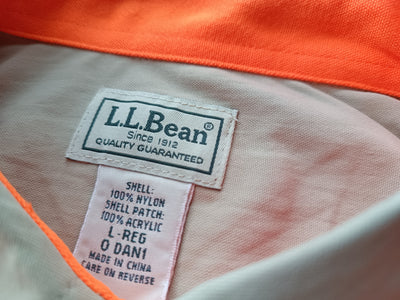 L.L.Bean®
Since 1912
QUALITY GUARANTEED
SHELL:
100% NYLON
SHELL PATCH:
100% ACRYLIC
L-REG
O DAN1
MADE IN CHINA
CARE ON REVERSE